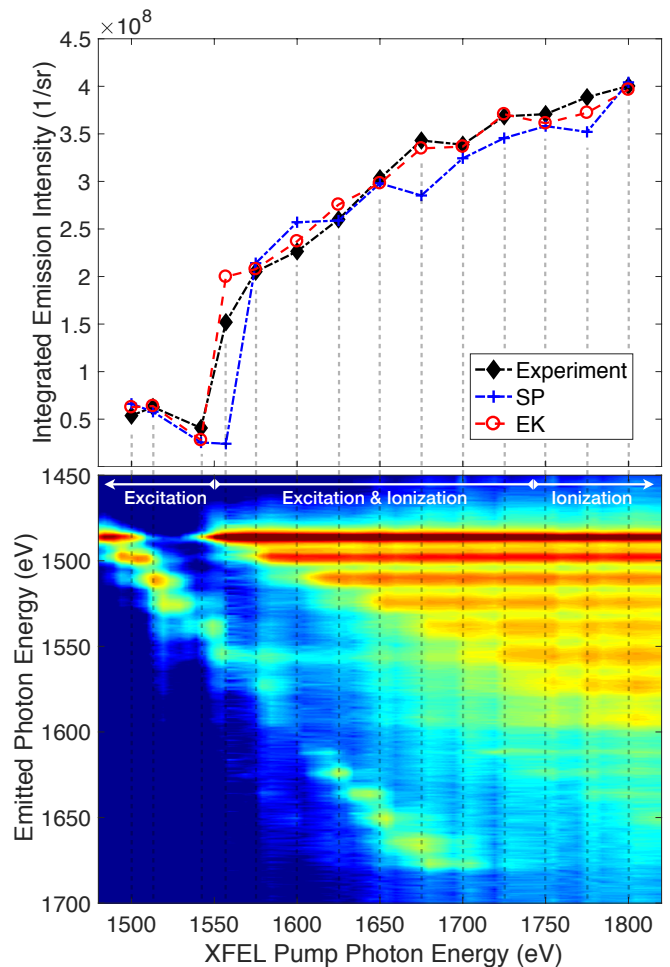 ×10⁸
4.5
4
3.5
3
2.5
2
1.5
1
0.5
Integrated Emission Intensity (1/sr)
Experiment
SP
EK
Excitation
Excitation & Ionization
Ionization
1450
1500
1550
1600
1650
1700
Emitted Photon Energy (eV)
1500 1550 1600 1650 1700 1750 1800
XFEL Pump Photon Energy (eV)